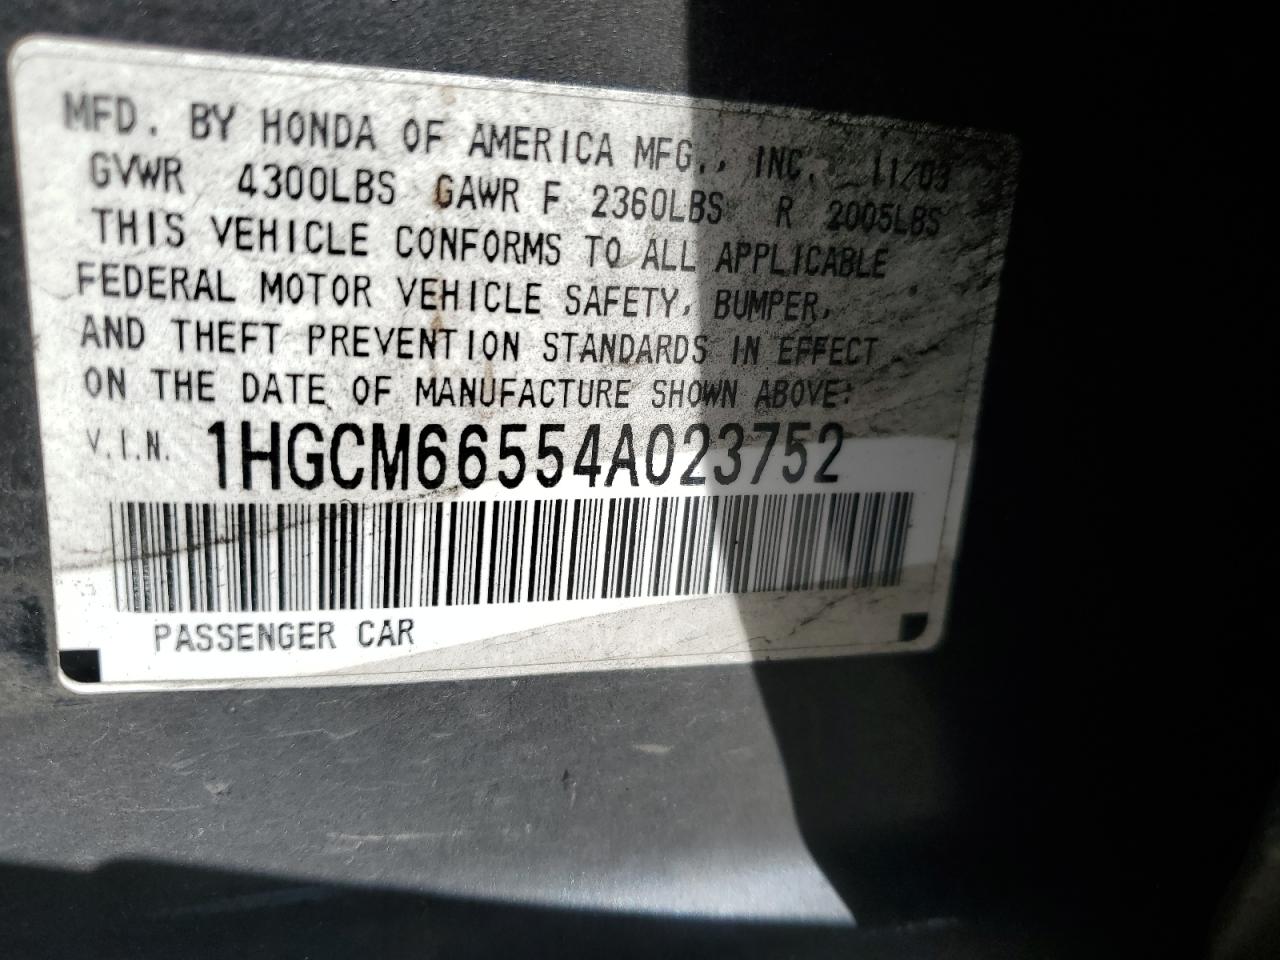 MFD. BY HONDA OF AMERICA MFG., INC. 11/03
GVWR 4300LBS GAWR F 2360LBS R 2005LBS
THIS VEHICLE CONFORMS TO ALL APPLICABLE
FEDERAL MOTOR VEHICLE SAFETY, BUMPER,
AND THEFT PREVENTION STANDARDS IN EFFECT
ON THE DATE OF MANUFACTURE SHOWN ABOVE:
V.I.N. 1HGCM66554A023752
PASSENGER CAR